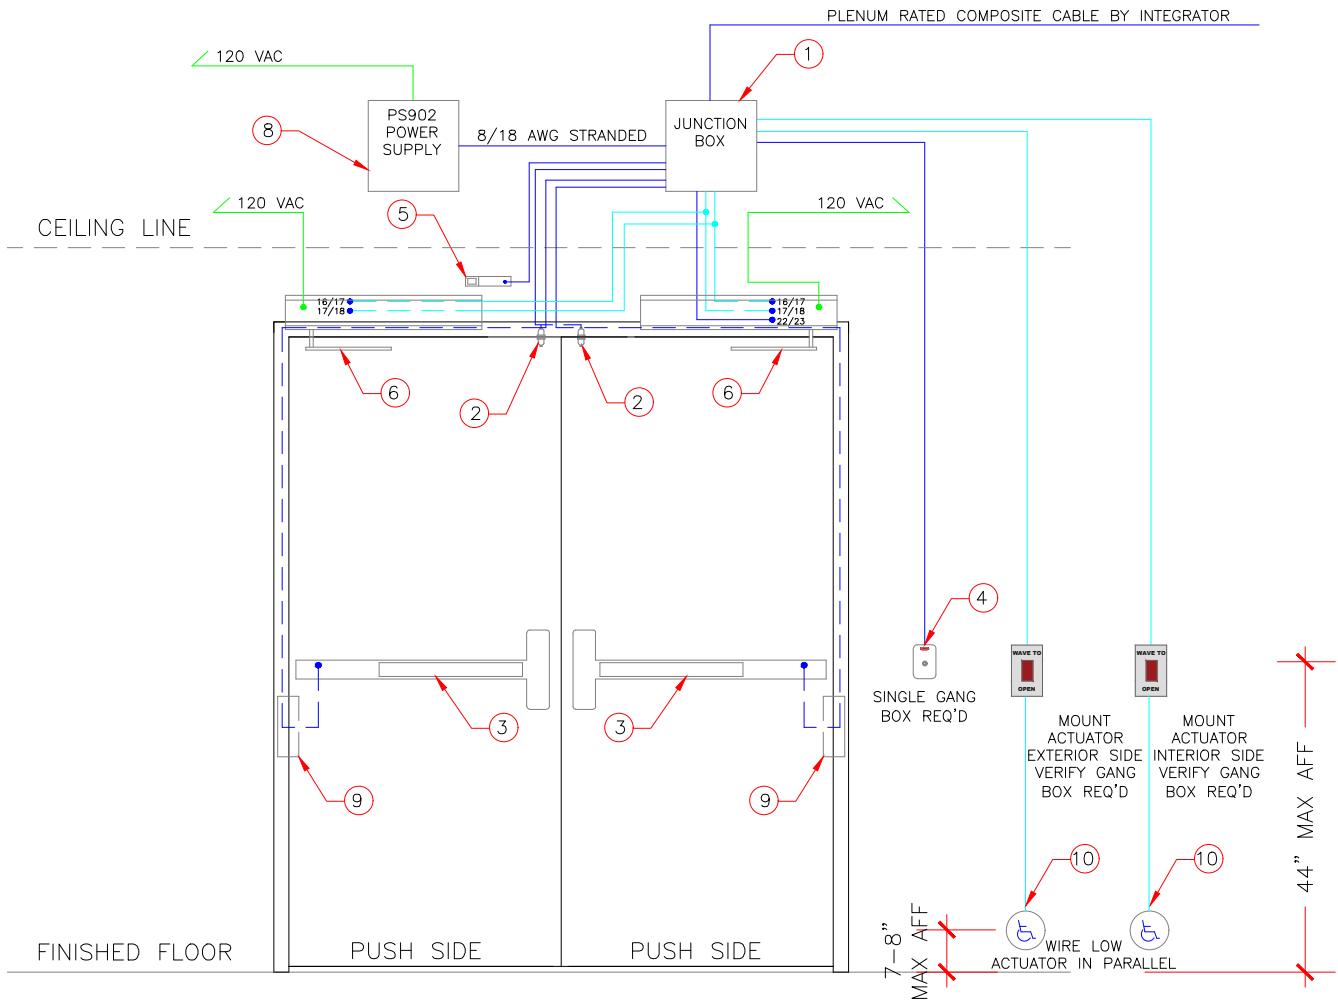 PLENUM RATED COMPOSITE CABLE BY INTEGRATOR
120 VAC
1
PS902
POWER
SUPPLY
8
8/18 AWG STRANDED
JUNCTION
BOX
120 VAC
5
120 VAC
CEILING LINE
16/17
17/18
16/17
17/18
22/23
6
2
2
6
4
WAVE TO
OPEN
WAVE TO
OPEN
SINGLE GANG
BOX REQ'D
3
3
MOUNT
ACTUATOR
EXTERIOR SIDE
VERIFY GANG
BOX REQ'D
MOUNT
ACTUATOR
INTERIOR SIDE
VERIFY GANG
BOX REQ'D
9
9
44" MAX AFF
10
10
7-8"
MAX AFF
FINISHED FLOOR
PUSH SIDE
PUSH SIDE
WIRE LOW
ACTUATOR IN PARALLEL